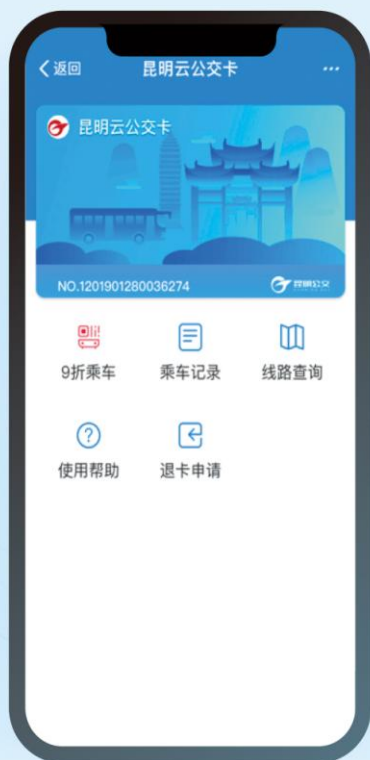 返回
昆明云公交卡
昆明云公交卡
NO.1201901280036274
昆明公交
9折乘车
乘车记录
线路查询
使用帮助
退卡申请